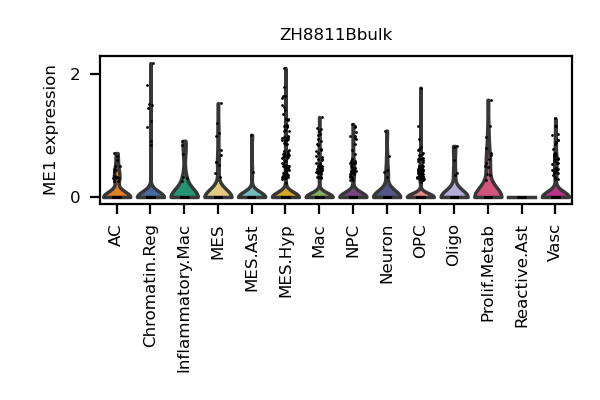 ZH8811Bbulk
ME1 expression
2
0
AC
Chromatin.Reg
Inflammatory.Mac
MES
MES.Ast
MES.Hyp
Mac
NPC
Neuron
OPC
Oligo
Prolif.Metab
Reactive.Ast
Vasc